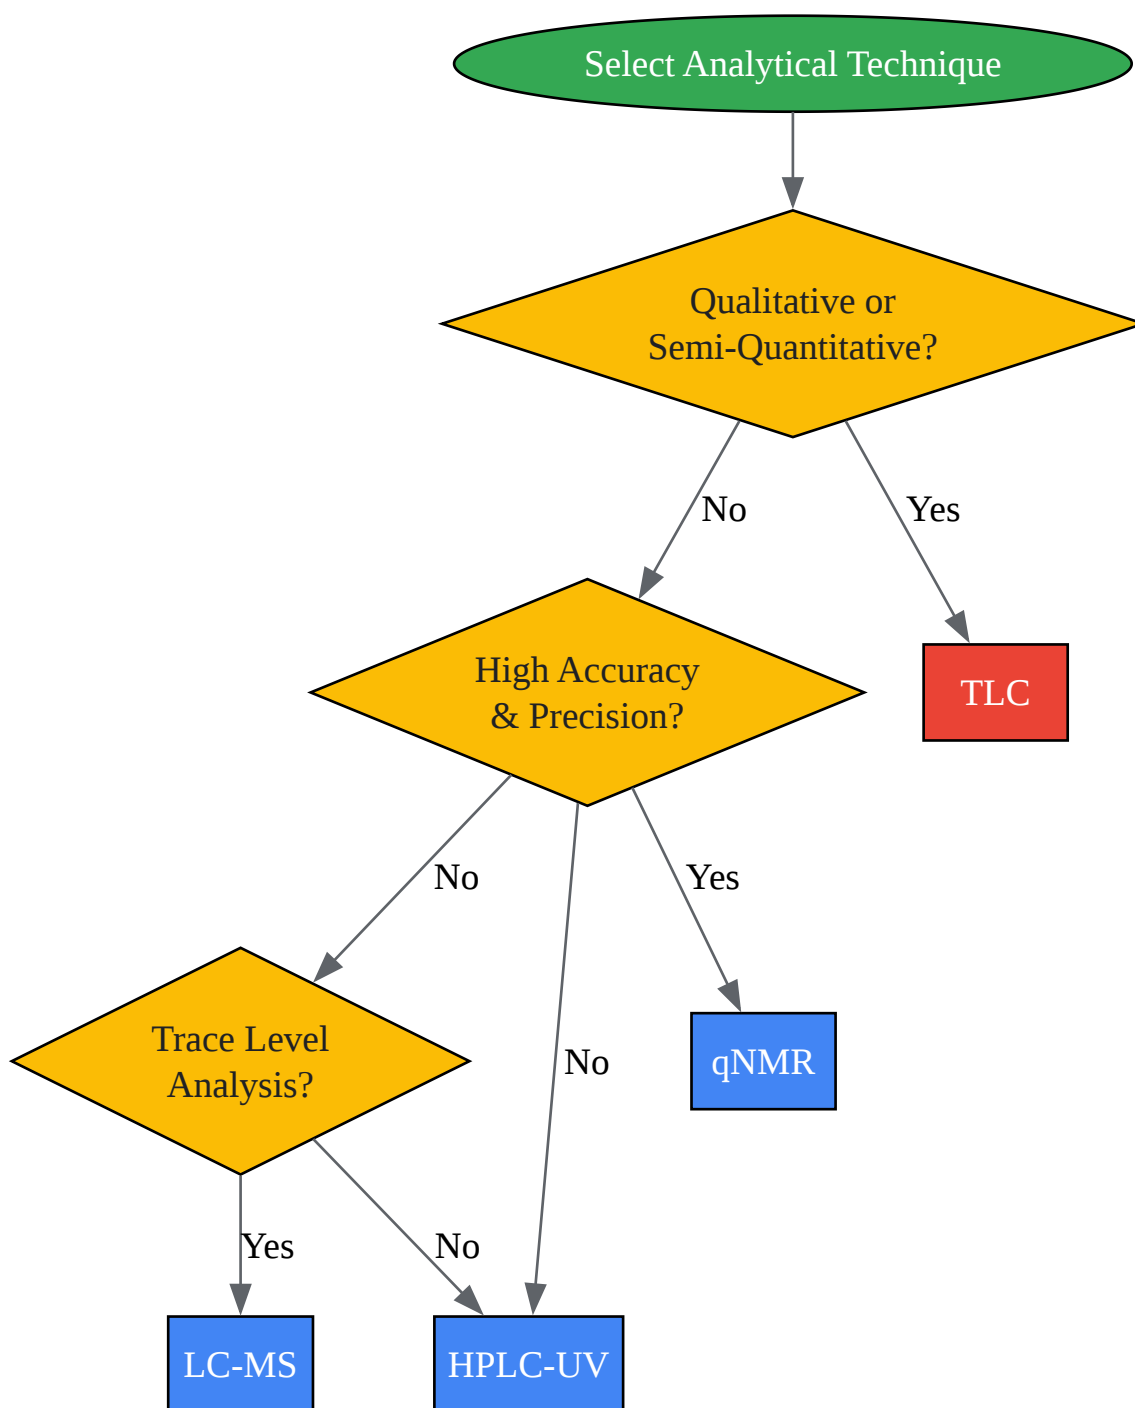 Select Analytical Technique
Qualitative or
Semi-Quantitative?
No
Yes
High Accuracy
& Precision?
TLC
No
Yes
Trace Level
Analysis?
No
qNMR
Yes
No
LC-MS
HPLC-UV